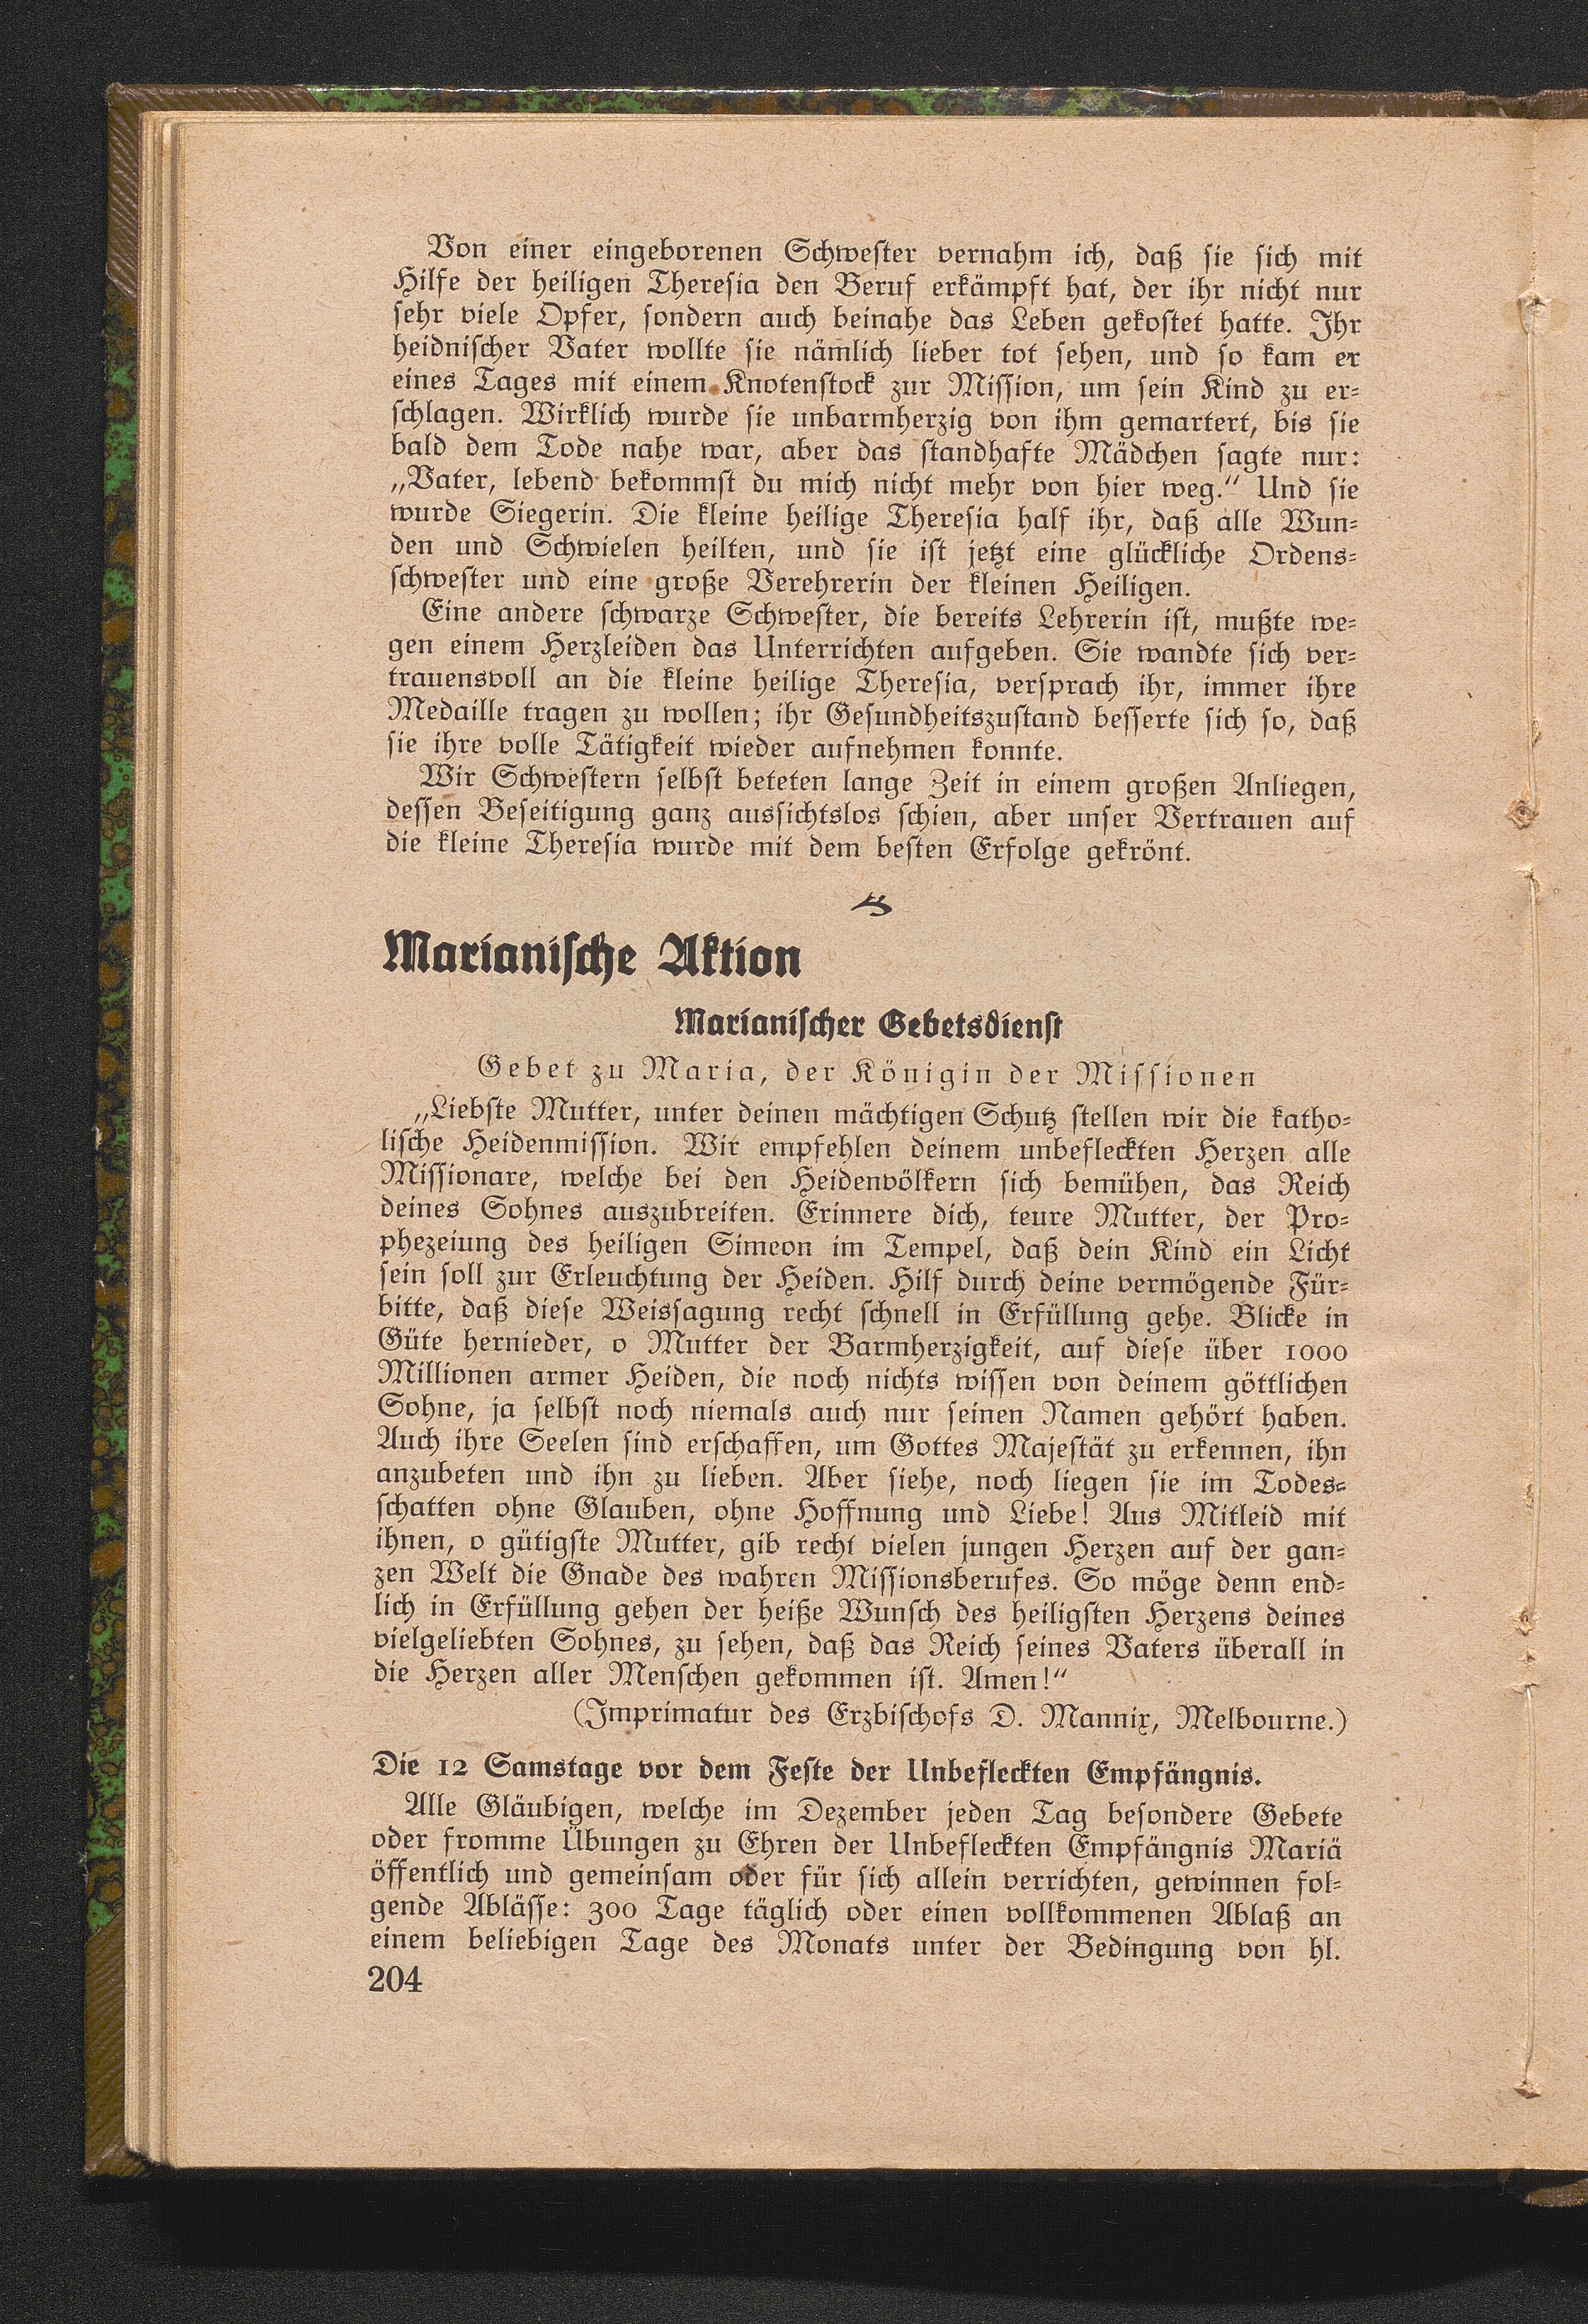 Von einer eingeborenen Schwester vernahm ich, daß sie sich mit
Hilfe der heiligen Theresia den Beruf erkämpft hat, der ihr nicht nur
sehr viele Opfer, sondern auch beinahe das Leben gekostet hatte. Ihr
heidnischer Vater wollte sie nämlich lieber tot sehen, und so kam er
eines Tages mit einem Knotenstock zur Mission, um sein Kind zu er-
schlagen. Wirklich wurde sie unbarmherzig von ihm gemartert, bis sie
bald dem Tode nahe war, aber das standhafte Mädchen sagte nur:
„Vater, lebend bekommst du mich nicht mehr von hier weg.“ Und sie
wurde Siegerin. Die kleine heilige Theresia half ihr, daß alle Wun-
den und Schwielen heilten, und sie ist jetzt eine glückliche Ordens-
schwester und eine große Verehrerin der kleinen Heiligen.
Eine andere schwarze Schwester, die bereits Lehrerin ist, mußte we-
gen einem Herzleiden das Unterrichten aufgeben. Sie wandte sich ver-
trauensvoll an die kleine heilige Theresia, versprach ihr, immer ihre
Medaille tragen zu wollen; ihr Gesundheitszustand besserte sich so, daß
sie ihre volle Tätigkeit wieder aufnehmen konnte.
Wir Schwestern selbst beteten lange Zeit in einem großen Anliegen,
dessen Beseitigung ganz aussichtslos schien, aber unser Vertrauen auf
die kleine Theresia wurde mit dem besten Erfolge gekrönt.
Marianische Aktion
Marianischer Gebetsdienst
Gebet zu Maria, der Königin der Missionen
„Liebste Mutter, unter deinen mächtigen Schutz stellen wir die katho-
lische Heidenmission. Wir empfehlen deinem unbefleckten Herzen alle
Missionare, welche bei den Heidenvölkern sich bemühen, das Reich
deines Sohnes auszubreiten. Erinnere dich, teure Mutter, der Pro-
phezeiung des heiligen Simeon im Tempel, daß dein Kind ein Licht
sein soll zur Erleuchtung der Heiden. Hilf durch deine vermögende Für-
bitte, daß diese Weissagung recht schnell in Erfüllung gehe. Blicke in
Güte hernieder, o Mutter der Barmherzigkeit, auf diese über 1000
Millionen armer Heiden, die noch nichts wissen von deinem göttlichen
Sohne, ja selbst noch niemals auch nur seinen Namen gehört haben.
Auch ihre Seelen sind erschaffen, um Gottes Majestät zu erkennen, ihn
anzubeten und ihn zu lieben. Aber siehe, noch liegen sie im Todes-
schatten ohne Glauben, ohne Hoffnung und Liebe! Aus Mitleid mit
ihnen, o gütigste Mutter, gib recht vielen jungen Herzen auf der gan-
zen Welt die Gnade des wahren Missionsberufes. So möge denn end-
lich in Erfüllung gehen der heiße Wunsch des heiligsten Herzens deines
vielgeliebten Sohnes, zu sehen, daß das Reich seines Vaters überall in
die Herzen aller Menschen gekommen ist. Amen!“
(Imprimatur des Erzbischofs D. Mannix, Melbourne.)
Die 12 Samstage vor dem Feste der Unbefleckten Empfängnis.
Alle Gläubigen, welche im Dezember jeden Tag besondere Gebete
oder fromme Übungen zu Ehren der Unbefleckten Empfängnis Mariä
öffentlich und gemeinsam oder für sich allein verrichten, gewinnen fol-
gende Ablässe: 300 Tage täglich oder einen vollkommenen Ablaß an
einem beliebigen Tage des Monats unter der Bedingung von hl.
204